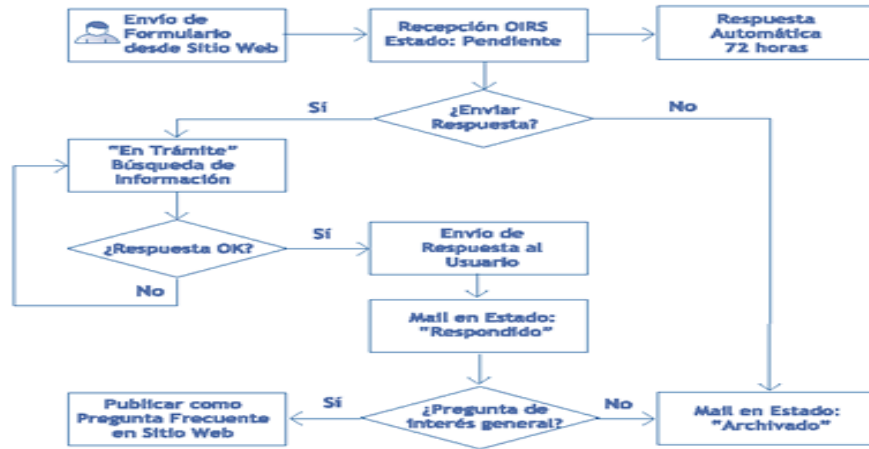 Envío de
Formulario
desde Sitio Web
Recepción OIRS
Estado: Pendiente
Respuesta
Automática
72 horas
¿Enviar
Respuesta?
Sí
No
"En Trámite"
Búsqueda de
Información
¿Respuesta OK?
Sí
No
Envío de
Respuesta al
Usuario
Mail en Estado:
"Respondido"
¿Pregunta de
interés general?
Sí
No
Publicar como
Pregunta Frecuente
en Sitio Web
Mail en Estado:
"Archivado"